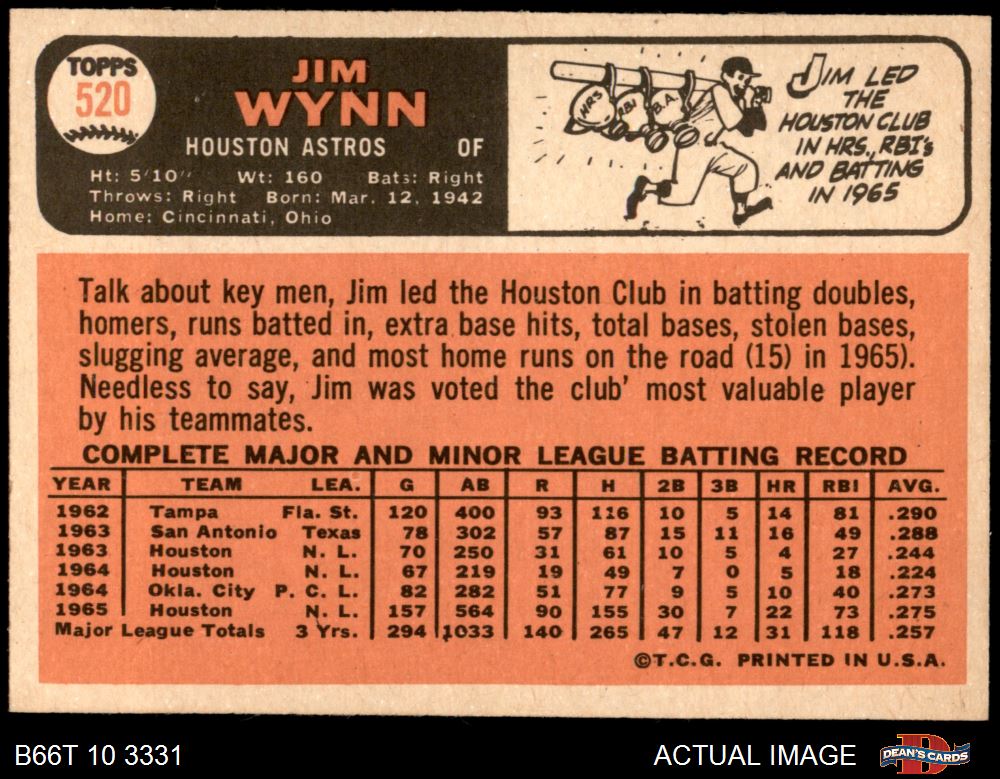 TOPPS
520
JIM
WYNN
HOUSTON ASTROS OF
Ht: 5'10" Wt: 160 Bats: Right
Throws: Right Born: Mar. 12, 1942
Home: Cincinnati, Ohio
HRS
RBI
B.A.
JIM LED
THE
HOUSTON CLUB
IN HRS., RBI's
AND BATTING
IN 1965
Talk about key men, Jim led the Houston Club in batting doubles,
homers, runs batted in, extra base hits, total bases, stolen bases,
slugging average, and most home runs on the road (15) in 1965).
Needless to say, Jim was voted the club' most valuable player
by his teammates.
COMPLETE MAJOR AND MINOR LEAGUE BATTING RECORD
YEAR TEAM LEA. G AB R H 2B 3B HR RBI AVG.
1962 Tampa Fla. St. 120 400 93 116 10 5 14 81 .290
1963 San Antonio Texas 78 302 57 87 15 11 16 49 .288
1963 Houston N. L. 70 250 31 61 10 5 4 27 .244
1964 Houston N. L. 67 219 19 49 7 0 5 18 .224
1964 Okla. City P. C. L. 82 282 51 77 9 5 10 40 .273
1965 Houston N. L. 157 564 90 155 30 7 22 73 .275
Major League Totals 3 Yrs. 294 1033 140 265 47 12 31 118 .257
©T.C.G. PRINTED IN U.S.A.
B66T 10 3331 ACTUAL IMAGE DEAN'S CARDS